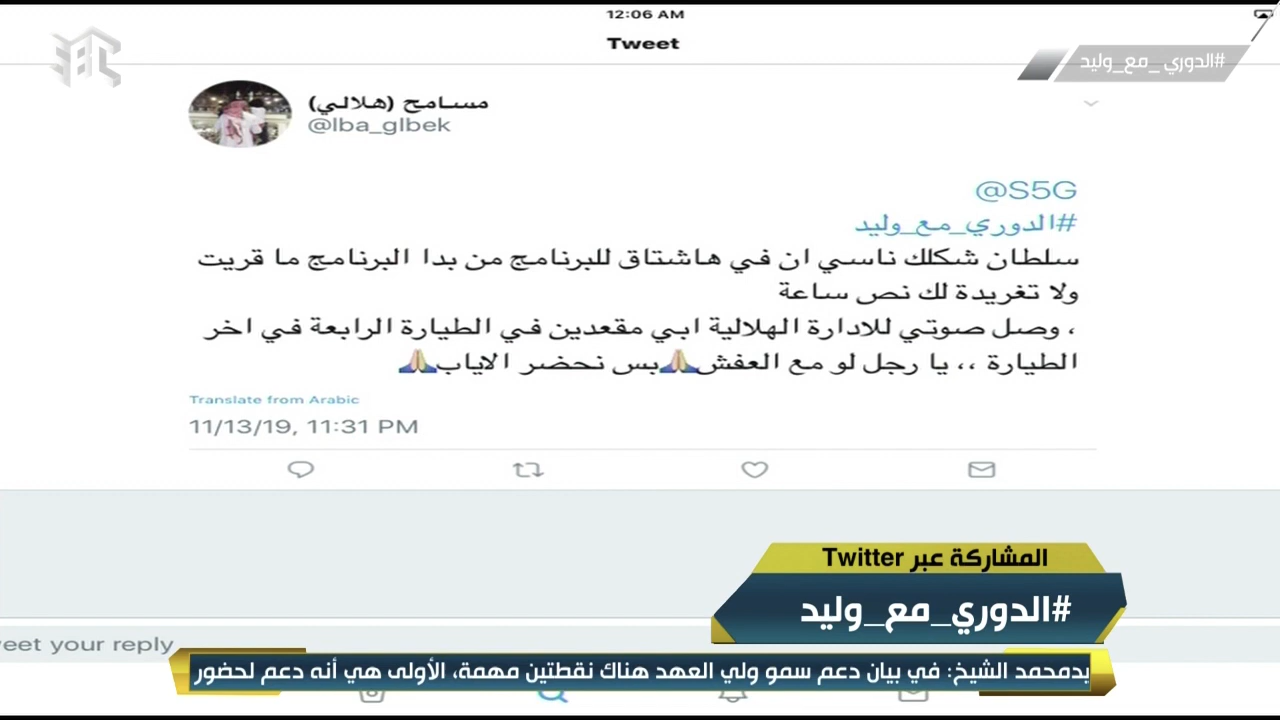 12:06 AM
Tweet
#الدوري_مع_وليد
مسامح (هلالي)
@lba_glbek
@S5G
#الدوري_مع_وليد
سلطان شكلك ناسي ان في هاشتاق للبرنامج من بدا البرنامج ما قريت
ولا تغريدة لك نص ساعة
، وصل صوتي للادارة الهلالية ابي مقعدين في الطيارة الرابعة في اخر
الطيارة ،، يا رجل لو مع العفش🙏🏼بس نحضر الاياب🙏🏼
Translate from Arabic
11/13/19, 11:31 PM
المشاركة عبر Twitter
#الدوري_مع_وليد
your reply
محمد الشيخ: في بيان دعم سمو ولي العهد هناك نقطتين مهمة، الأولى هي أنه دعم لحضور